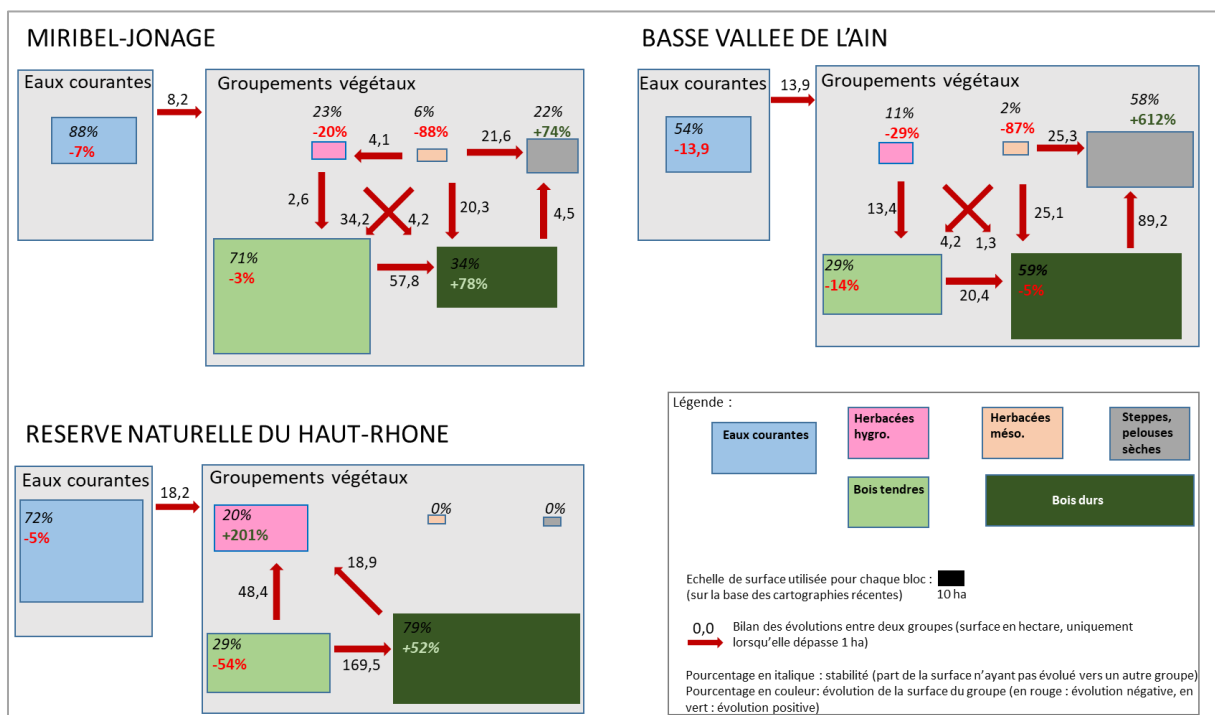 MIRIBEL-JONAGE
Eaux courantes
88%
-7%
8,2
Groupements végétaux
23%
-20%
4,1
6%
-88%
21,6
22%
+74%
2,6
34,2
4,2
20,3
4,5
71%
-3%
57,8
34%
+78%
BASSE VALLEE DE L'AIN
Eaux courantes
54%
-13,9
13,9
Groupements végétaux
11%
-29%
2%
-87%
25,3
58%
+612%
13,4
4,2
1,3
25,1
89,2
29%
-14%
20,4
59%
-5%
RESERVE NATURELLE DU HAUT-RHONE
Eaux courantes
72%
-5%
18,2
Groupements végétaux
20%
+201%
0%
0%
48,4
18,9
29%
-54%
169,5
79%
+52%
Légende :
Eaux courantes
Herbacées
hygro.
Herbacées
méso.
Steppes,
pelouses
sèches
Bois tendres
Bois durs
Echelle de surface utilisée pour chaque bloc :
(sur la base des cartographies récentes)
10 ha
0,0
Bilan des évolutions entre deux groupes (surface en hectare, uniquement
lorsqu'elle dépasse 1 ha)
Pourcentage en italique : stabilité (part de la surface n'ayant pas évolué vers un autre groupe)
Pourcentage en couleur: évolution de la surface du groupe (en rouge : évolution négative, en
vert : évolution positive)